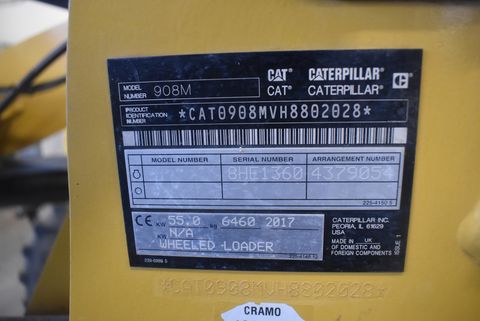 CAT® CATERPILLAR®
MODEL NUMBER 908M CAT® CATERPILLAR® C
PRODUCT IDENTIFICATION NUMBER *CAT0908MVH8802028*
MODEL NUMBER SERIAL NUMBER ARRANGEMENT NUMBER
8HE1360 4379054
225-4150 5
CE kW 55.0 kg 6460 2017
N/A
WHEELED LOADER
CATERPILLAR INC.
PEORIA, IL 61629
USA
MADE IN UK
OF DOMESTIC AND
FOREIGN COMPONENTS
ISSUE 1
*CAT0908MVH8802028*
CRAMO